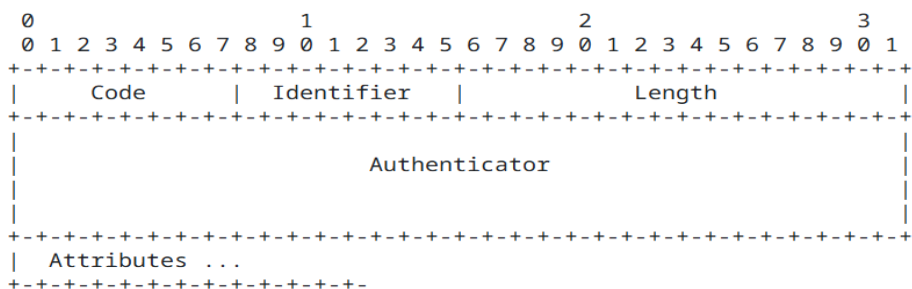 0                   1                   2                   3
0 1 2 3 4 5 6 7 8 9 0 1 2 3 4 5 6 7 8 9 0 1 2 3 4 5 6 7 8 9 0 1
+-+-+-+-+-+-+-+-+-+-+-+-+-+-+-+-+-+-+-+-+-+-+-+-+-+-+-+-+-+-+-+-+
|     Code      |  Identifier   |            Length             |
+-+-+-+-+-+-+-+-+-+-+-+-+-+-+-+-+-+-+-+-+-+-+-+-+-+-+-+-+-+-+-+-+
|                                                               |
|                         Authenticator                         |
|                                                               |
|                                                               |
+-+-+-+-+-+-+-+-+-+-+-+-+-+-+-+-+-+-+-+-+-+-+-+-+-+-+-+-+-+-+-+-+
|  Attributes ...
+-+-+-+-+-+-+-+-+-+-+-+-+-